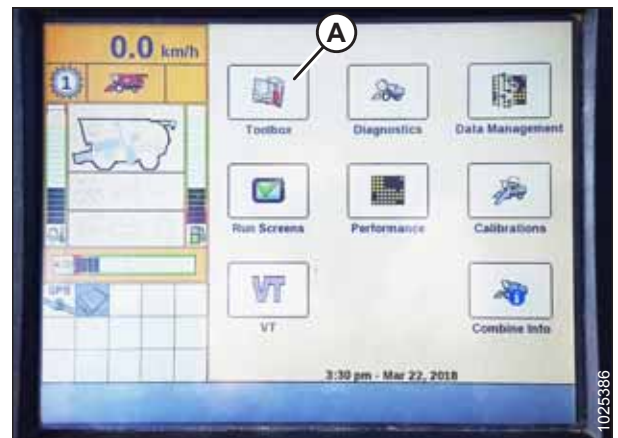 A
0.0 km/h
1
Toolbox
Diagnostics
Data Management
Run Screens
Performance
Calibrations
GPS
VT
VT
Combine Info
3:30 pm - Mar 22, 2018
1025386